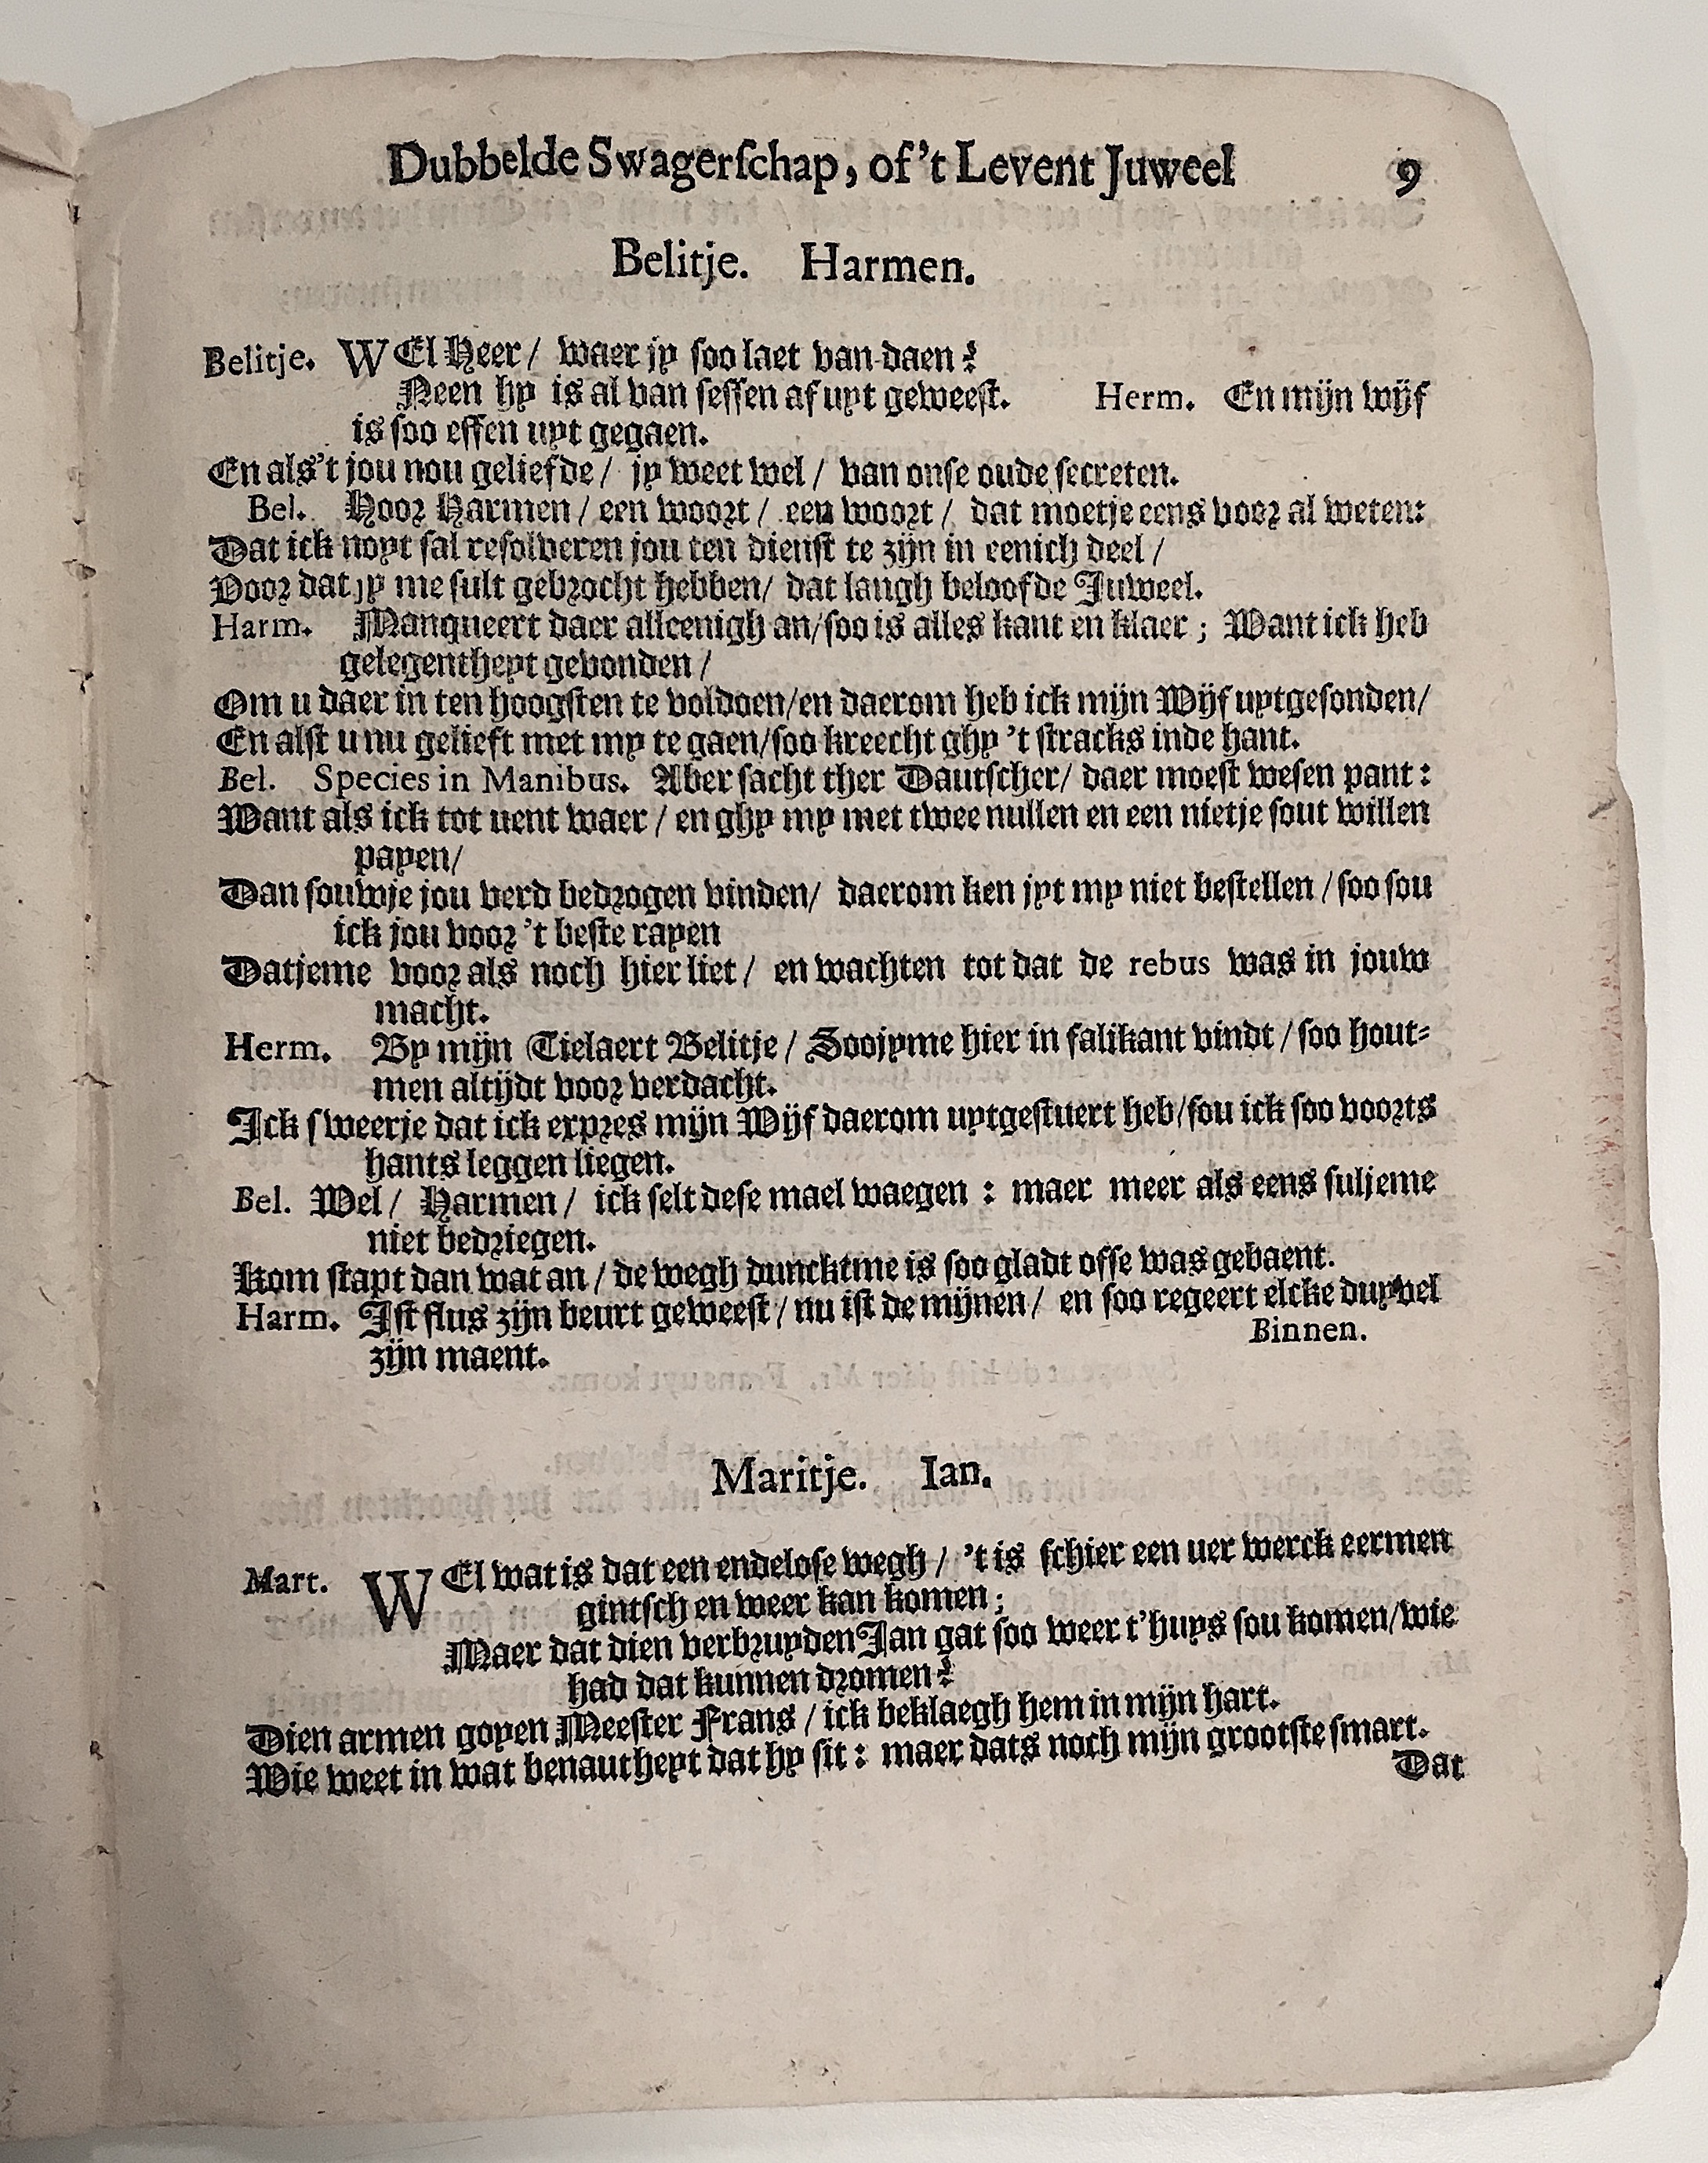 Dubbelde Swagerſchap, of 't Levent Juweel 9
Belitje. Harmen.
Belitje. WEl Heer / waer jy ſoo laet van daen?
Neen hy is al van ſeſſen af uyt geweeſt. Herm. En mijn wijf
is ſoo effen uyt gegaen.
En als 't jou nou geliefde / jy weet wel / van onſe oude ſecreten.
Bel. Hoor Harmen / een woort / een woort / dat moetje eens voor al weten:
Dat ick noyt ſal reſolveren jou ten dienſt te zijn in eenich deel /
Voor dat jy me ſult gebrocht hebben / dat langh beloofde Juweel.
Harm. Manqueert daer alleenigh an / ſoo is alles kant en klaer; Want ick heb
gelegentheyt gevonden /
Om u daer in ten hoogſten te voldoen / en daerom heb ick mijn Wijf uytgeſonden /
En alſt u nu gelieft met my te gaen / ſoo kreecht ghy 't ſtracks inde hant.
Bel. Species in Manibus. Aber ſacht ther Dautſcher / daer moeſt weſen pant:
Want als ick tot uent waer / en ghy my met twee nullen en een nietje ſout willen
payen /
Dan ſouwje jou verd bedrogen vinden / daerom ken jyt my niet beſtellen / ſoo ſou
ick jou voor 't beſte rayen
Datjeme voor als noch hier liet / en wachten tot dat de rebus was in jouw
macht.
Herm. By mijn Tielaert Belitje / Soojyme hier in falikant vindt / ſoo hout-
men altijdt voor verdacht.
Ick ſweerje dat ick expres mijn Wijf daerom uytgeſtuert heb / ſou ick ſoo voorts
hants leggen liegen.
Bel. Wel / Harmen / ick ſelt deſe mael waegen: maer meer als eens ſuljeme
niet bedriegen.
Kom ſtapt dan wat an / de wegh duncktme is ſoo gladt offe was gebaent.
Harm. Iſt flus zijn beurt geweeſt / nu iſt de mijnen / en ſoo regeert elcke duyvel
zijn maent. Binnen.
Maritje. Ian.
Mart. WEl wat is dat een endeloſe wegh / 't is ſchier een uer werck eermen
gintſch en weer kan komen;
Maer dat dien verbruyden Jan gat ſoo weer t'huys ſou komen / wie
had dat kunnen dromen?
Dien armen goyen Meeſter Frans / ick beklaegh hem in mijn hart.
Wie weet in wat benautheyt dat hy ſit: maer dats noch mijn grootſte ſmart.
Dat